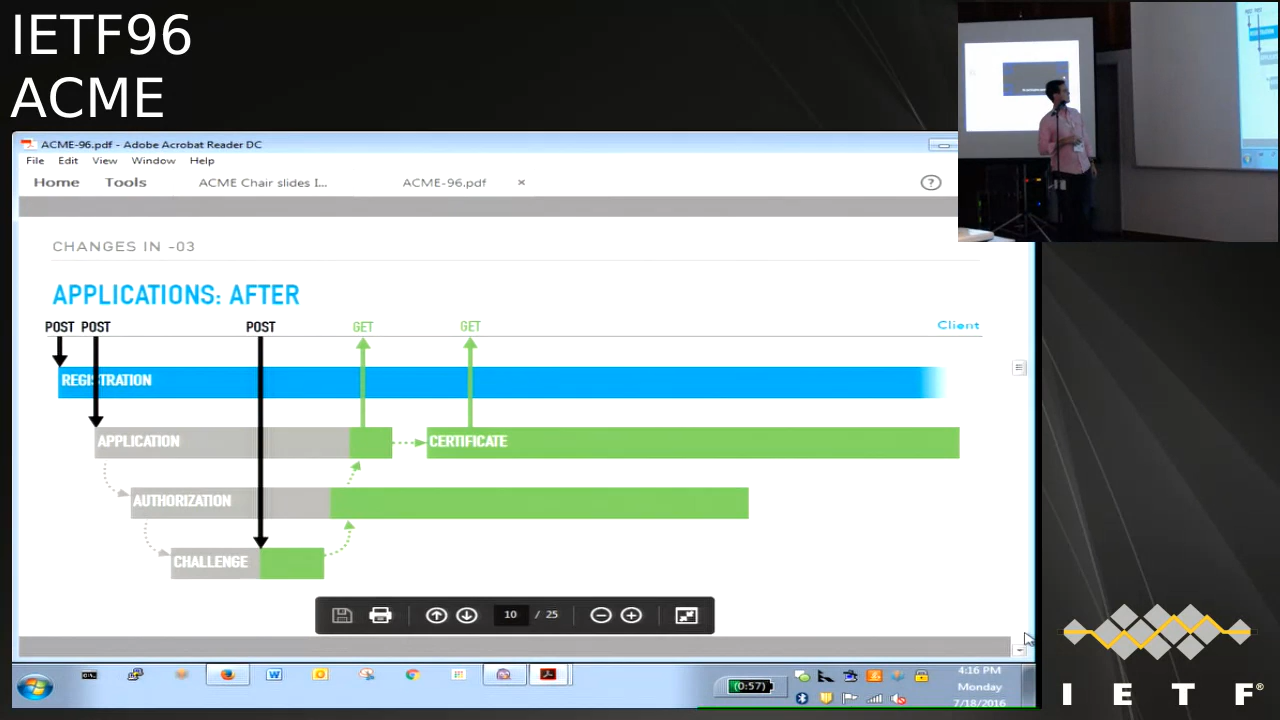 IETF96
ACME
ACME-96.pdf - Adobe Acrobat Reader DC
File Edit View Window Help
Home Tools ACME Chair slides I... ACME-96.pdf ×
CHANGES IN -03
APPLICATIONS: AFTER
POST POST POST GET GET Client
REGISTRATION
APPLICATION CERTIFICATE
AUTHORIZATION
CHALLENGE
10 / 25
(0:57)
4:16 PM
Monday
7/18/2016
I E T F®